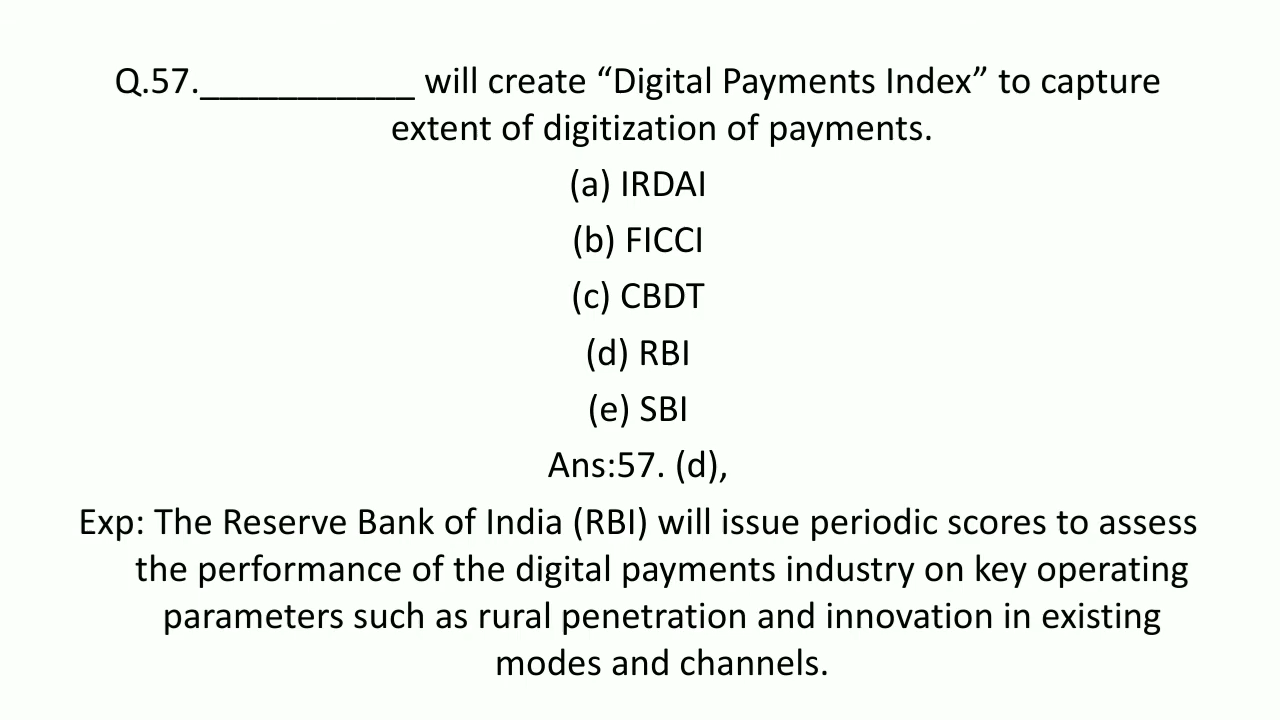 Q.57.___________ will create “Digital Payments Index” to capture
extent of digitization of payments.
(a) IRDAI
(b) FICCI
(c) CBDT
(d) RBI
(e) SBI
Ans:57. (d),
Exp: The Reserve Bank of India (RBI) will issue periodic scores to assess
the performance of the digital payments industry on key operating
parameters such as rural penetration and innovation in existing
modes and channels.